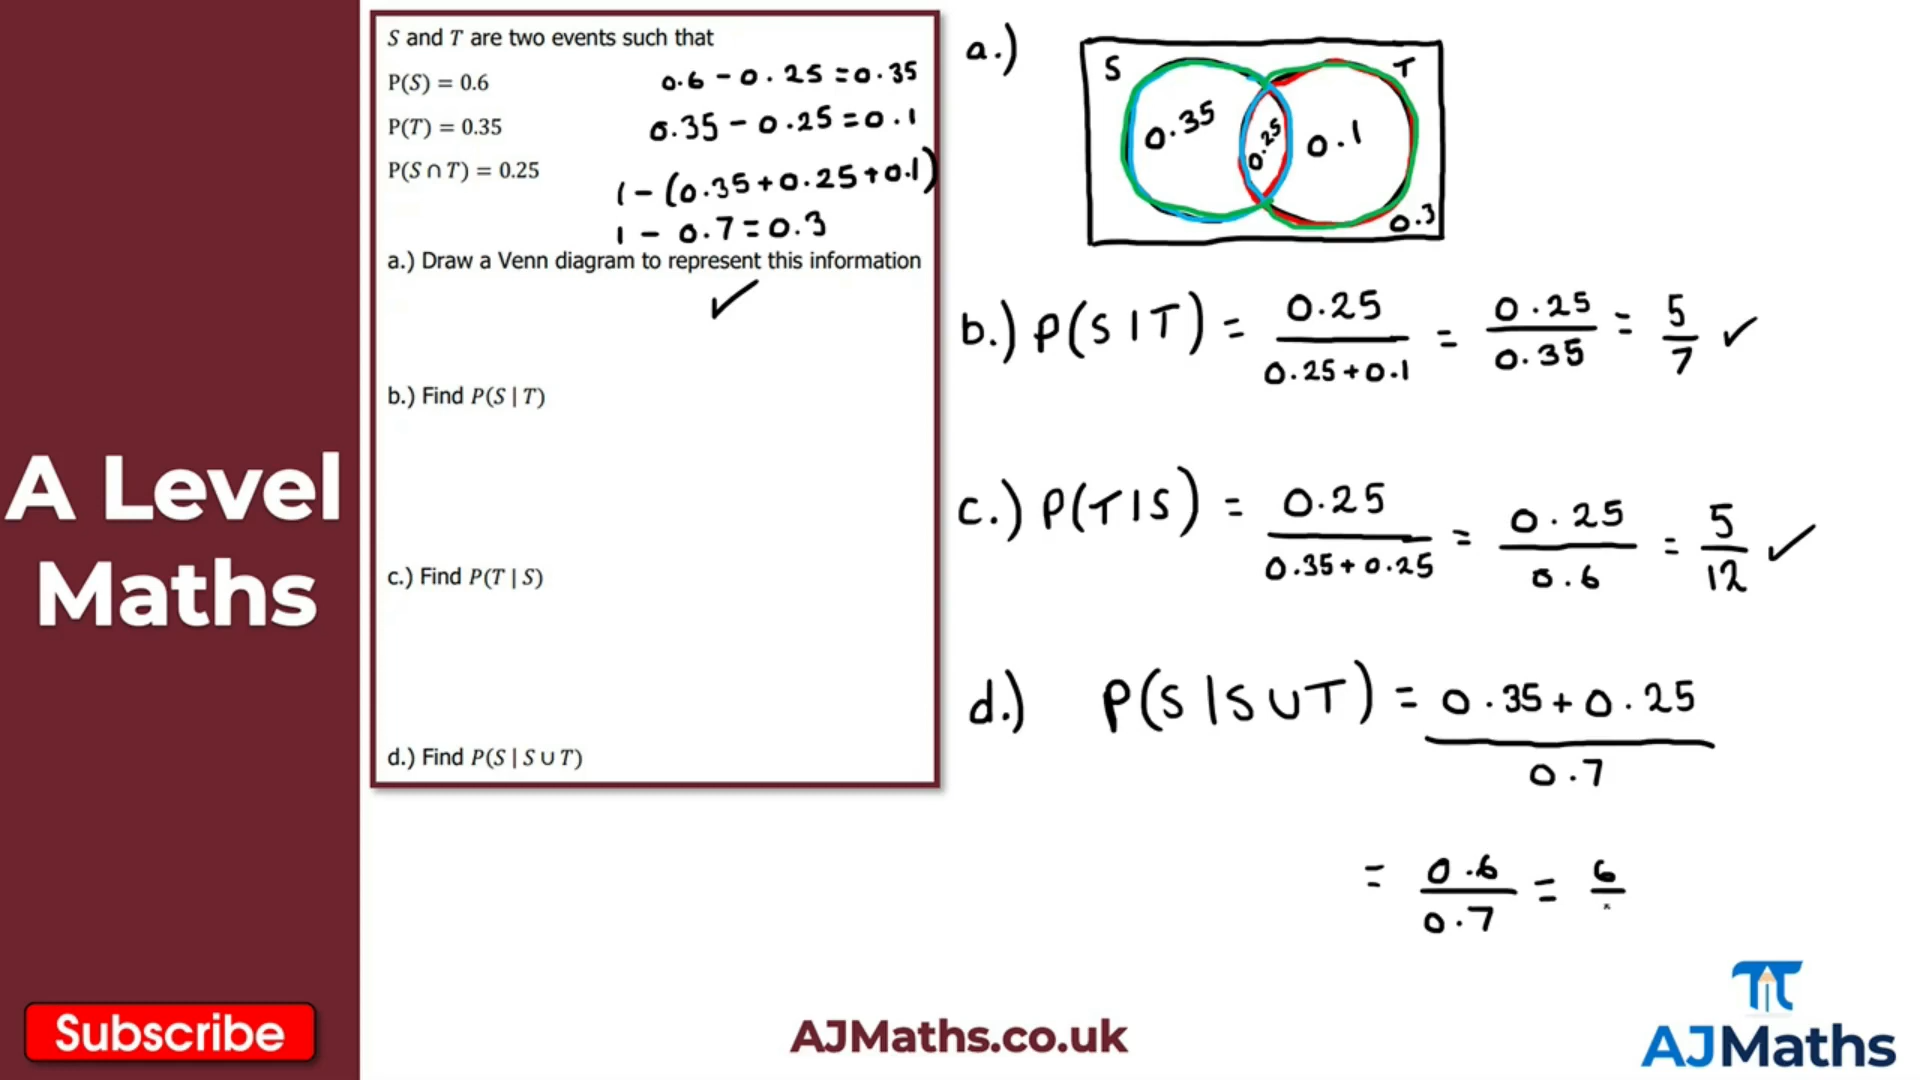 A Level
Maths
Subscribe
S and T are two events such that
P(S) = 0.6
P(T) = 0.35
P(S ∩ T) = 0.25
0.6 - 0.25 = 0.35
0.35 - 0.25 = 0.1
1 - (0.35 + 0.25 + 0.1)
1 - 0.7 = 0.3
a.) Draw a Venn diagram to represent this information
✓
b.) Find P(S | T)
c.) Find P(T | S)
d.) Find P(S | S ∪ T)
a.)
S T
0.35 0.25 0.1
0.3
b.) P(S|T) = 0.25 / 0.25 + 0.1 = 0.25 / 0.35 = 5 / 7 ✓
c.) P(T|S) = 0.25 / 0.35 + 0.25 = 0.25 / 0.6 = 5 / 12 ✓
d.) P(S|S∪T) = 0.35 + 0.25 / 0.7
= 0.6 / 0.7 = 6 /
AJMaths.co.uk
AJMaths